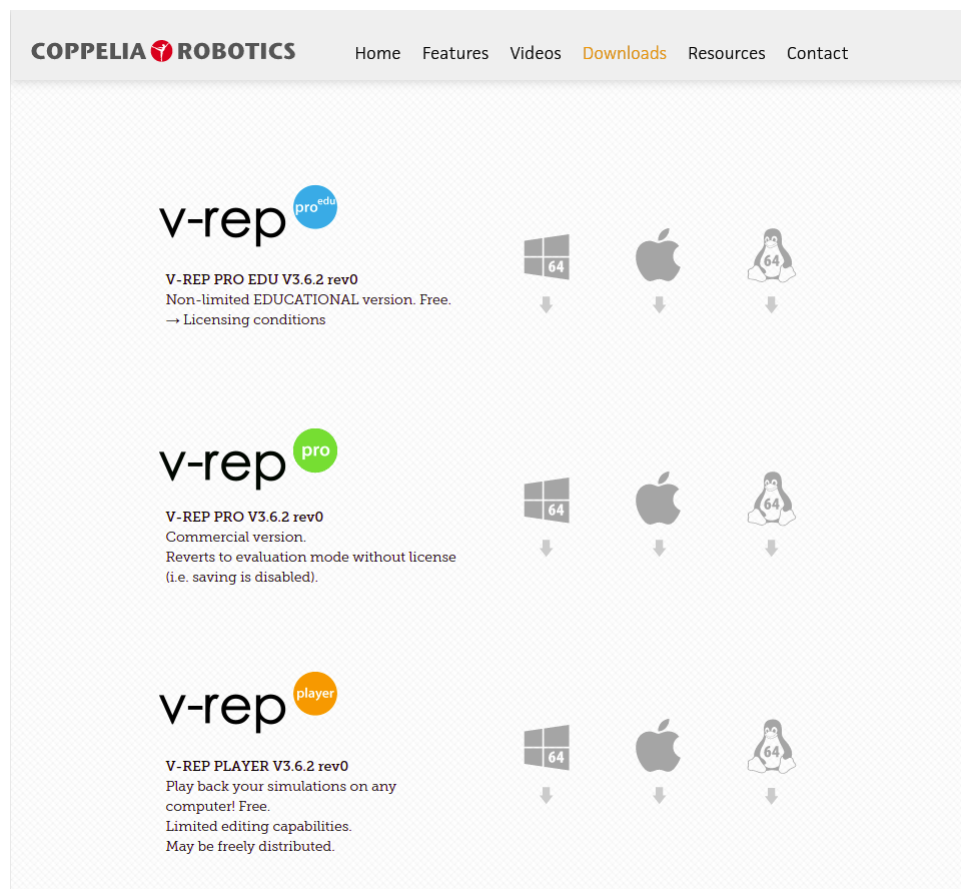 COPPELIA ROBOTICS
Home Features Videos Downloads Resources Contact
v-rep pro edu
64
64
V-REP PRO EDU V3.6.2 rev0
Non-limited EDUCATIONAL version. Free.
→ Licensing conditions
v-rep pro
64
64
V-REP PRO V3.6.2 rev0
Commercial version.
Reverts to evaluation mode without license
(i.e. saving is disabled).
v-rep player
64
64
V-REP PLAYER V3.6.2 rev0
Play back your simulations on any
computer! Free.
Limited editing capabilities.
May be freely distributed.